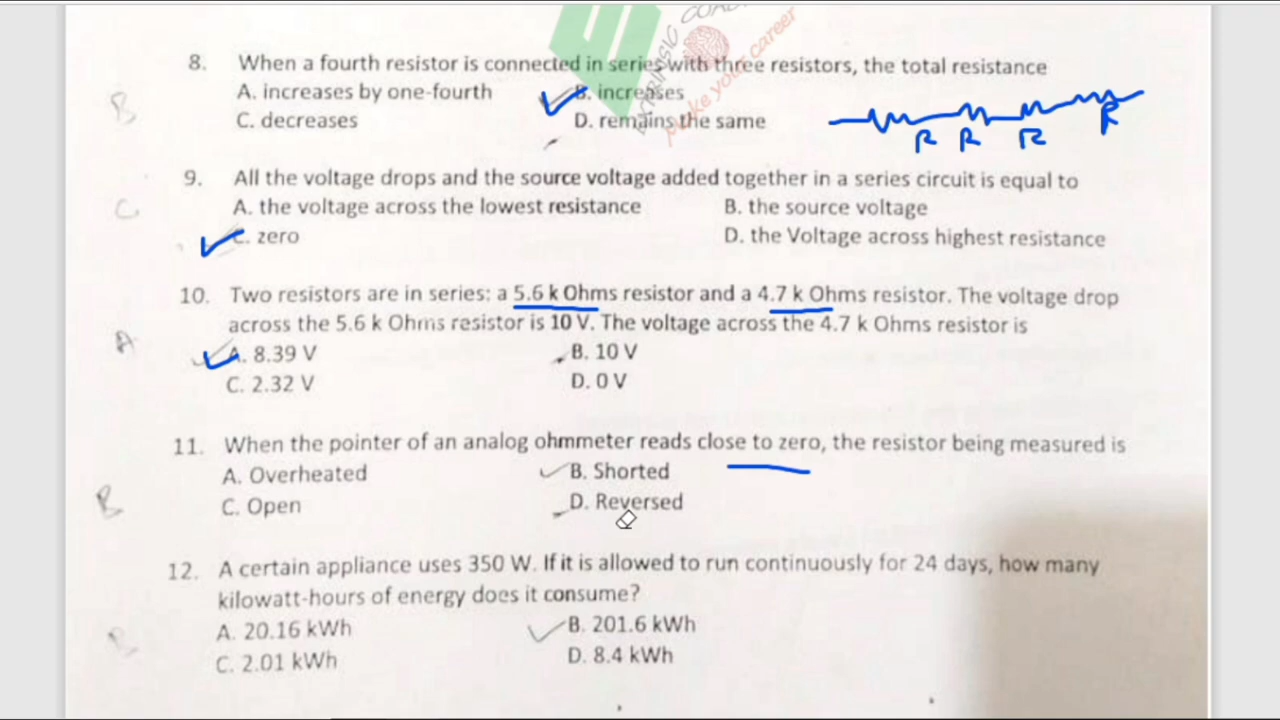 INTRINSIC
make your career
8. When a fourth resistor is connected in series with three resistors, the total resistance
A. increases by one-fourth B. increases
B
C. decreases D. remains the same
R R R R
9. All the voltage drops and the source voltage added together in a series circuit is equal to
A. the voltage across the lowest resistance B. the source voltage
C
C. zero D. the Voltage across highest resistance
10. Two resistors are in series: a 5.6 k Ohms resistor and a 4.7 k Ohms resistor. The voltage drop
across the 5.6 k Ohms resistor is 10 V. The voltage across the 4.7 k Ohms resistor is
A
A. 8.39 V B. 10 V
C. 2.32 V D. 0 V
11. When the pointer of an analog ohmmeter reads close to zero, the resistor being measured is
A. Overheated B. Shorted
B
C. Open D. Reversed
12. A certain appliance uses 350 W. If it is allowed to run continuously for 24 days, how many
kilowatt-hours of energy does it consume?
A. 20.16 kWh B. 201.6 kWh
B
C. 2.01 kWh D. 8.4 kWh